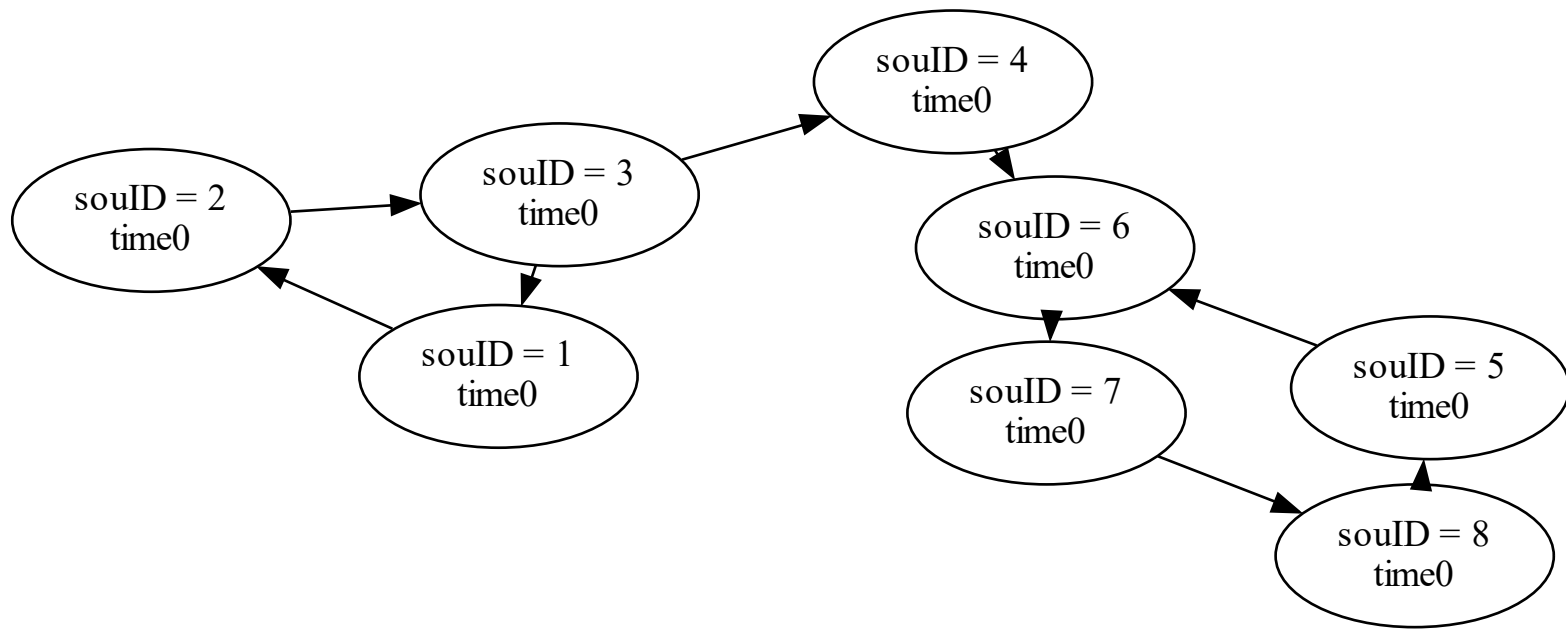 souID = 4
time0
souID = 3
time0
souID = 2
time0
souID = 6
time0
souID = 1
time0
souID = 5
time0
souID = 7
time0
souID = 8
time0